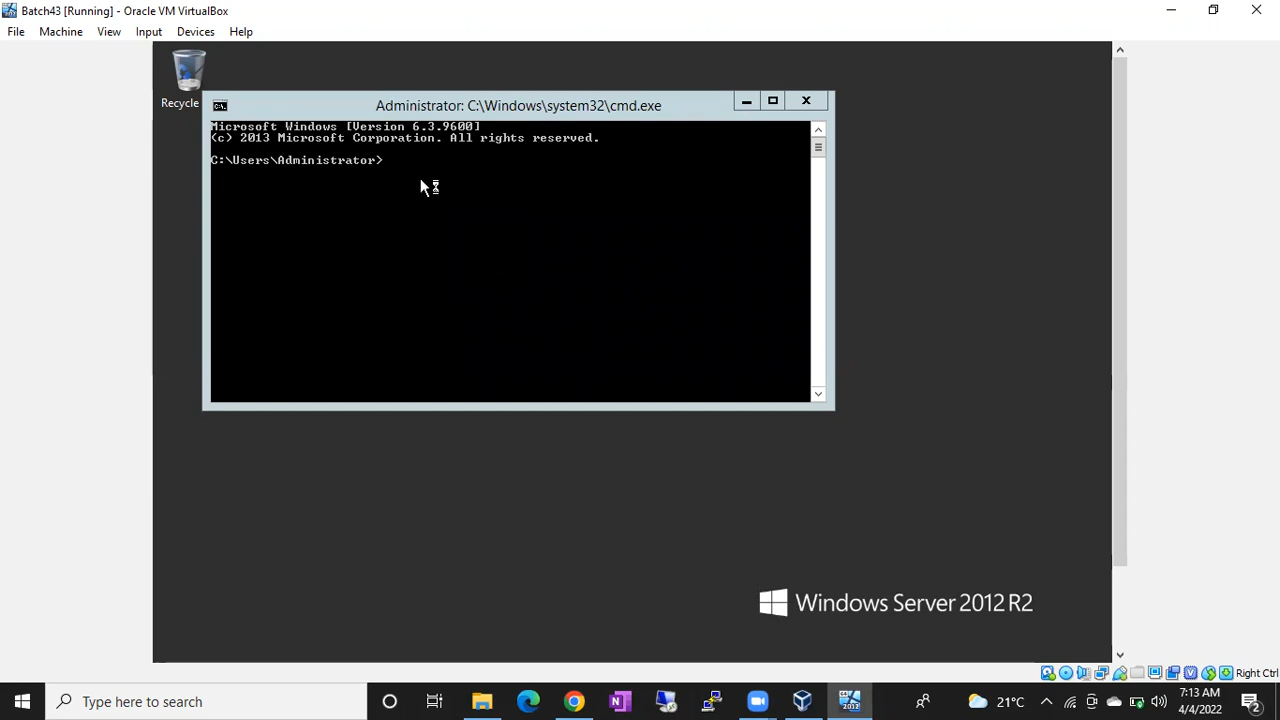 Batch43 [Running] - Oracle VM VirtualBox
File Machine View Input Devices Help
Recycle
Administrator: C:\Windows\system32\cmd.exe
Microsoft Windows [Version 6.3.9600]
(c) 2013 Microsoft Corporation. All rights reserved.
C:\Users\Administrator>
Windows Server 2012 R2
Right Ctrl
Type here to search
21°C
7:13 AM
4/4/2022
2